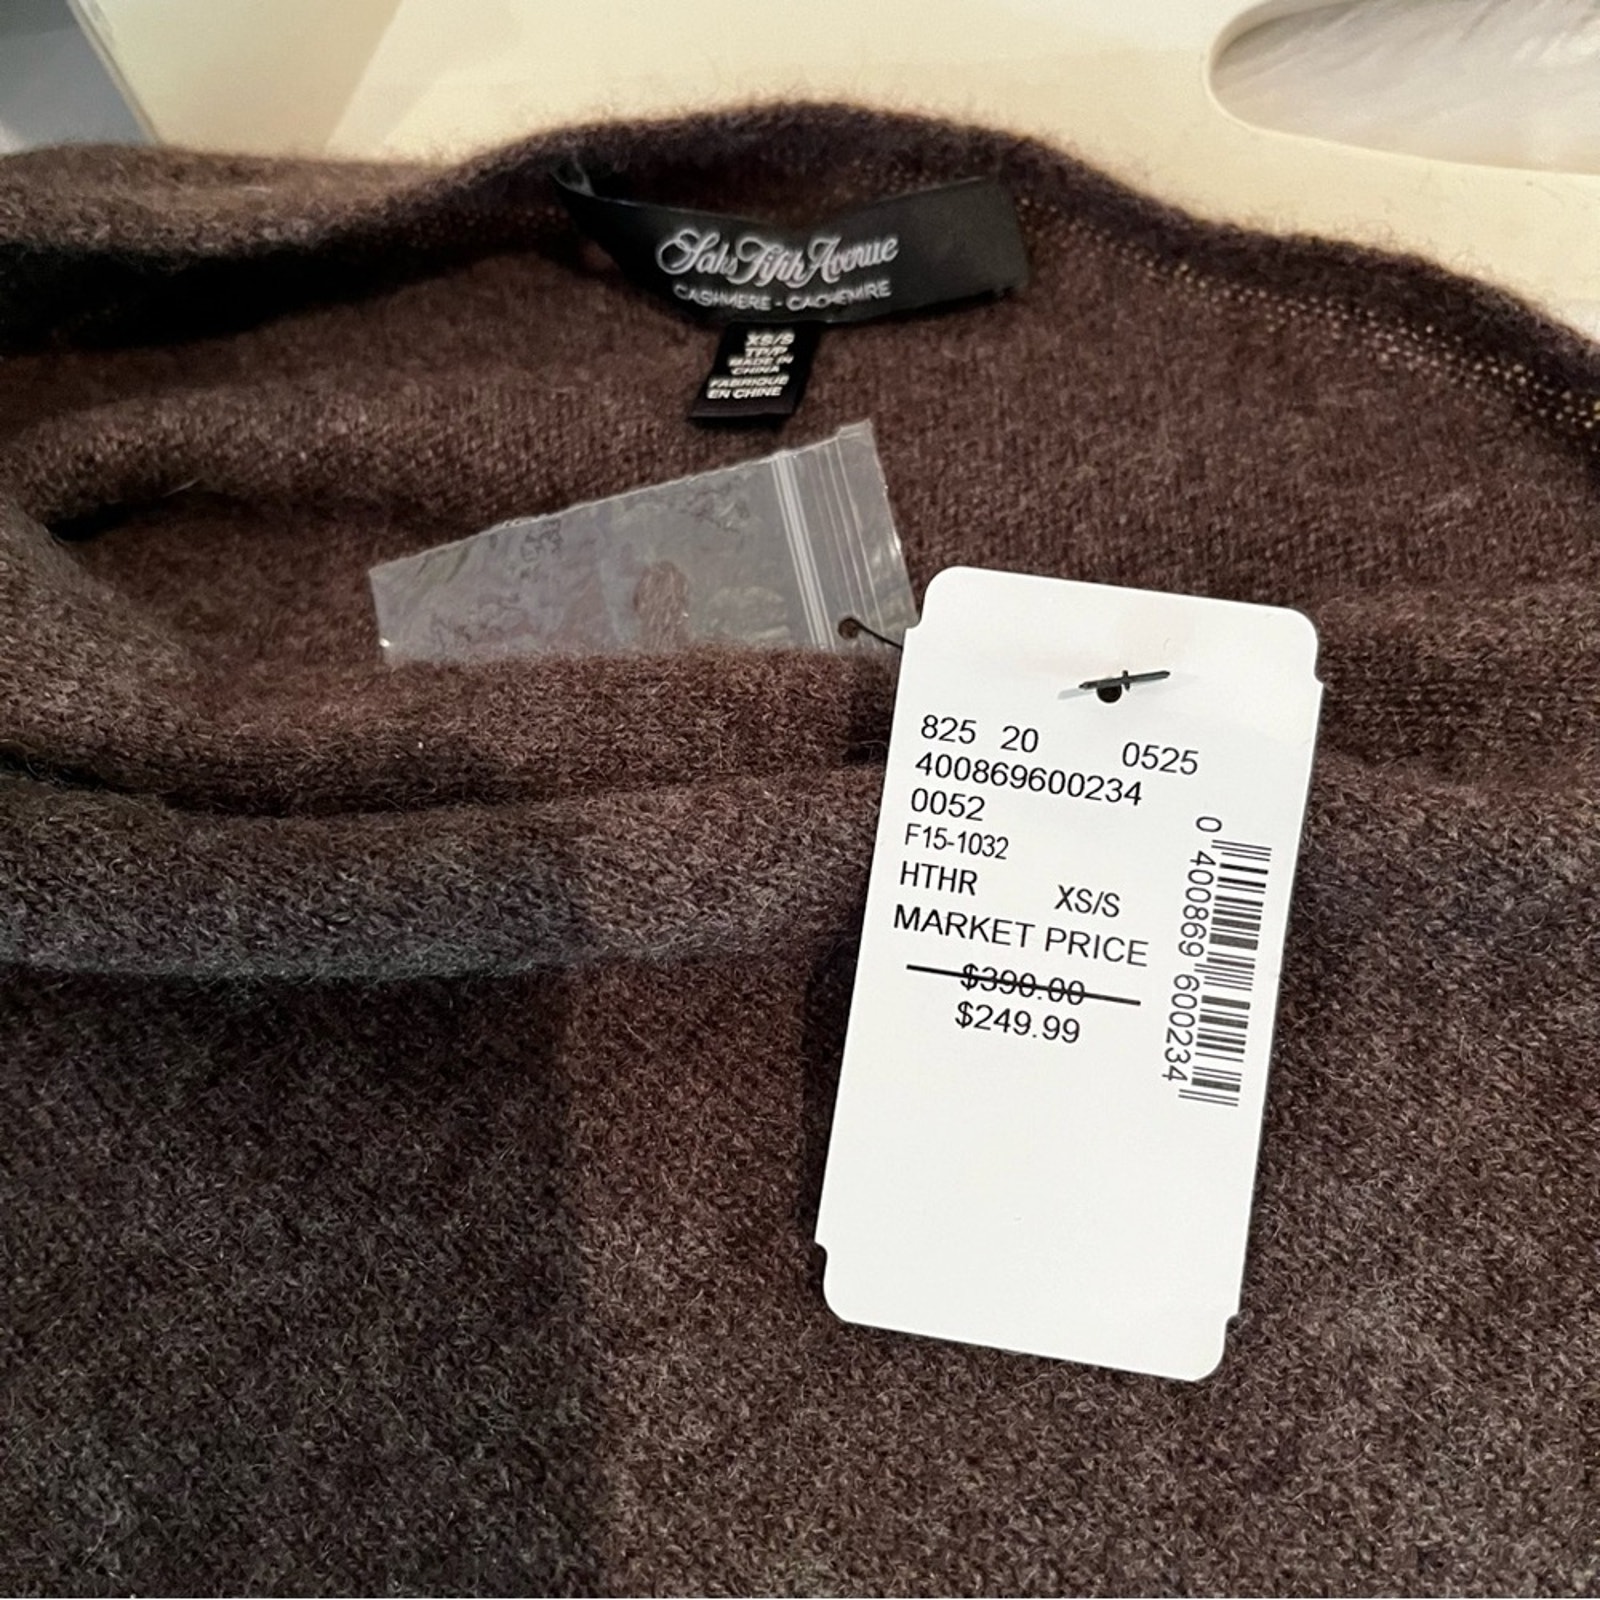 Saks Fifth Avenue
CASHMERE - CACHEMIRE
XS/S
TP/P
MADE IN
CHINA
FABRIQUE
EN CHINE
825 20 0525
400869600234
0052
F15-1032
HTHR XS/S
MARKET PRICE
$390.00
$249.99
0 400869 600234